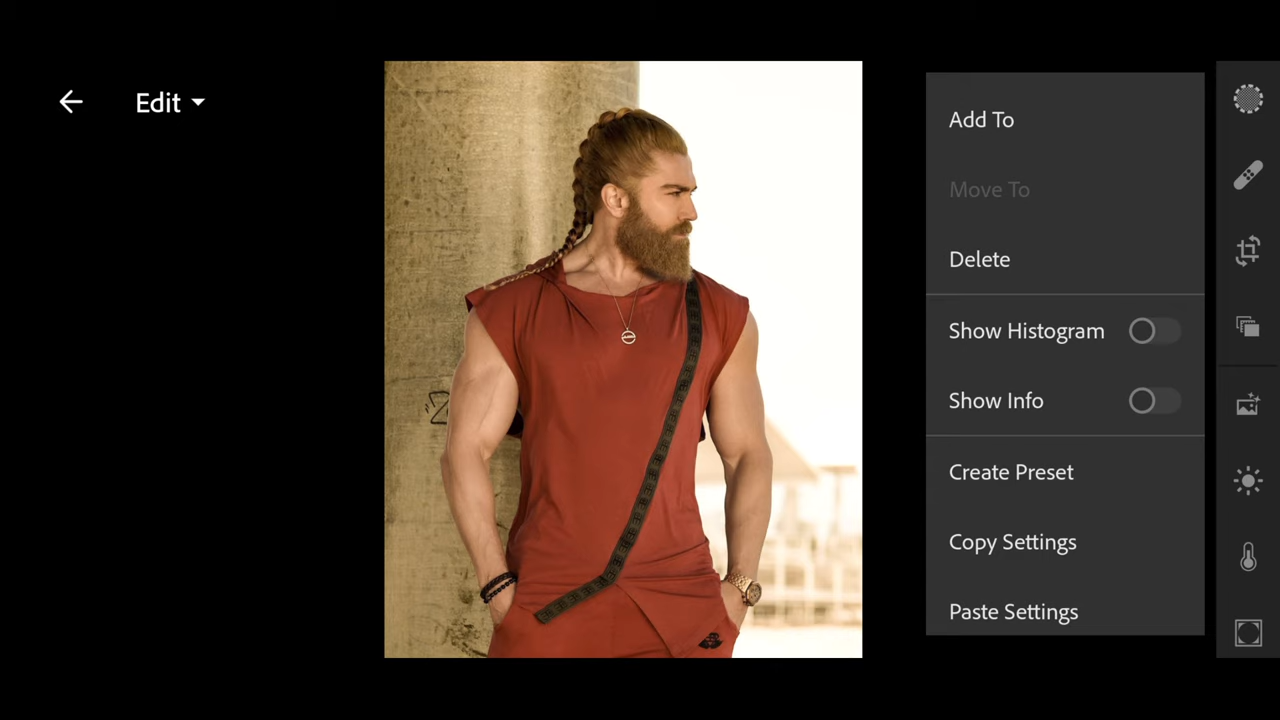 Edit
Add To
Move To
Delete
Show Histogram
Show Info
Create Preset
Copy Settings
Paste Settings